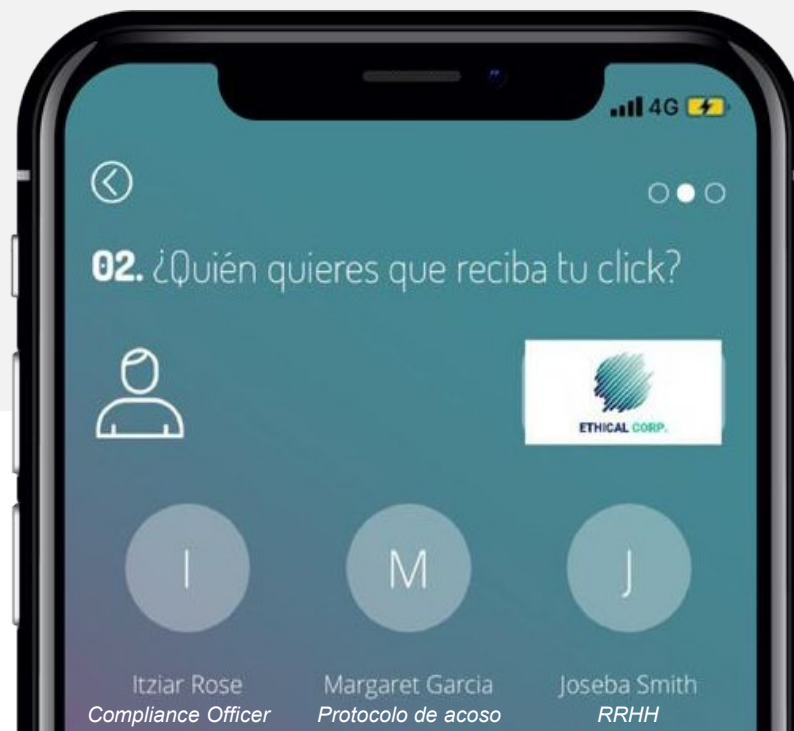 4G
02. ¿Quién quieres que reciba tu click?
ETHICAL CORP.
I M J
Itziar Rose Margaret Garcia Joseba Smith
Compliance Officer Protocolo de acoso RRHH